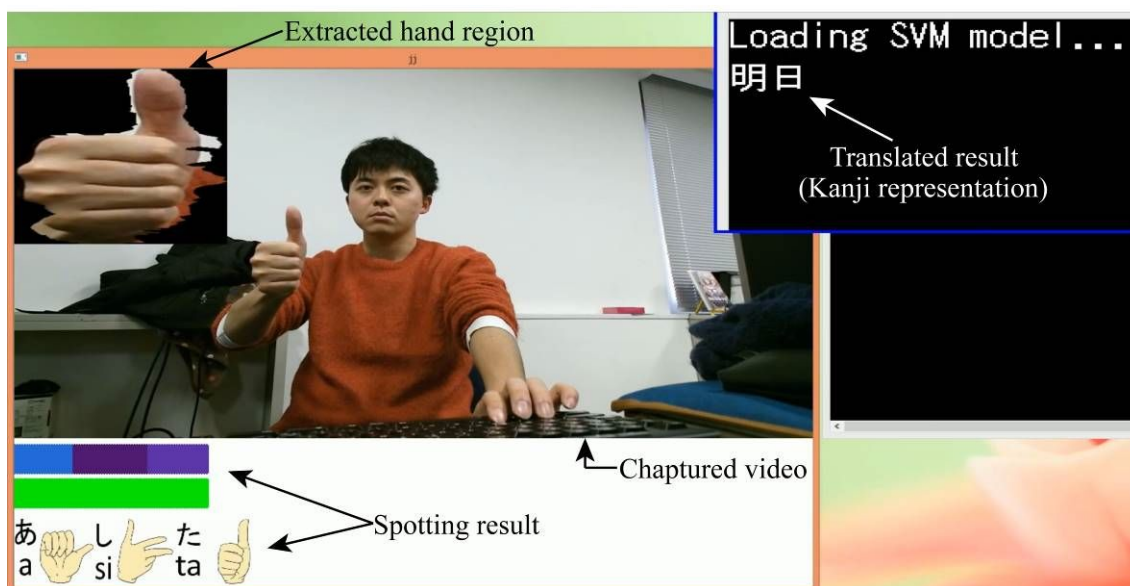 Extracted hand region
jj
Loading SVM model...
明日
Translated result
(Kanji representation)
Chaptured video
Spotting result
あ し た
a si ta